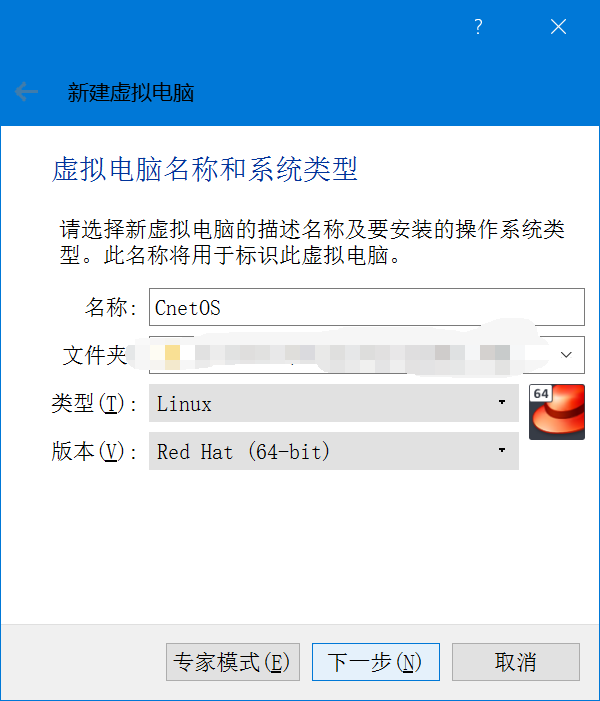 ?
新建虚拟电脑
虚拟电脑名称和系统类型
请选择新虚拟电脑的描述名称及要安装的操作系统类
型。此名称将用于标识此虚拟电脑。
名称: CnetOS
文件夹
类型(T): Linux
64
版本(V): Red Hat (64-bit)
专家模式(E) 下一步(N) 取消